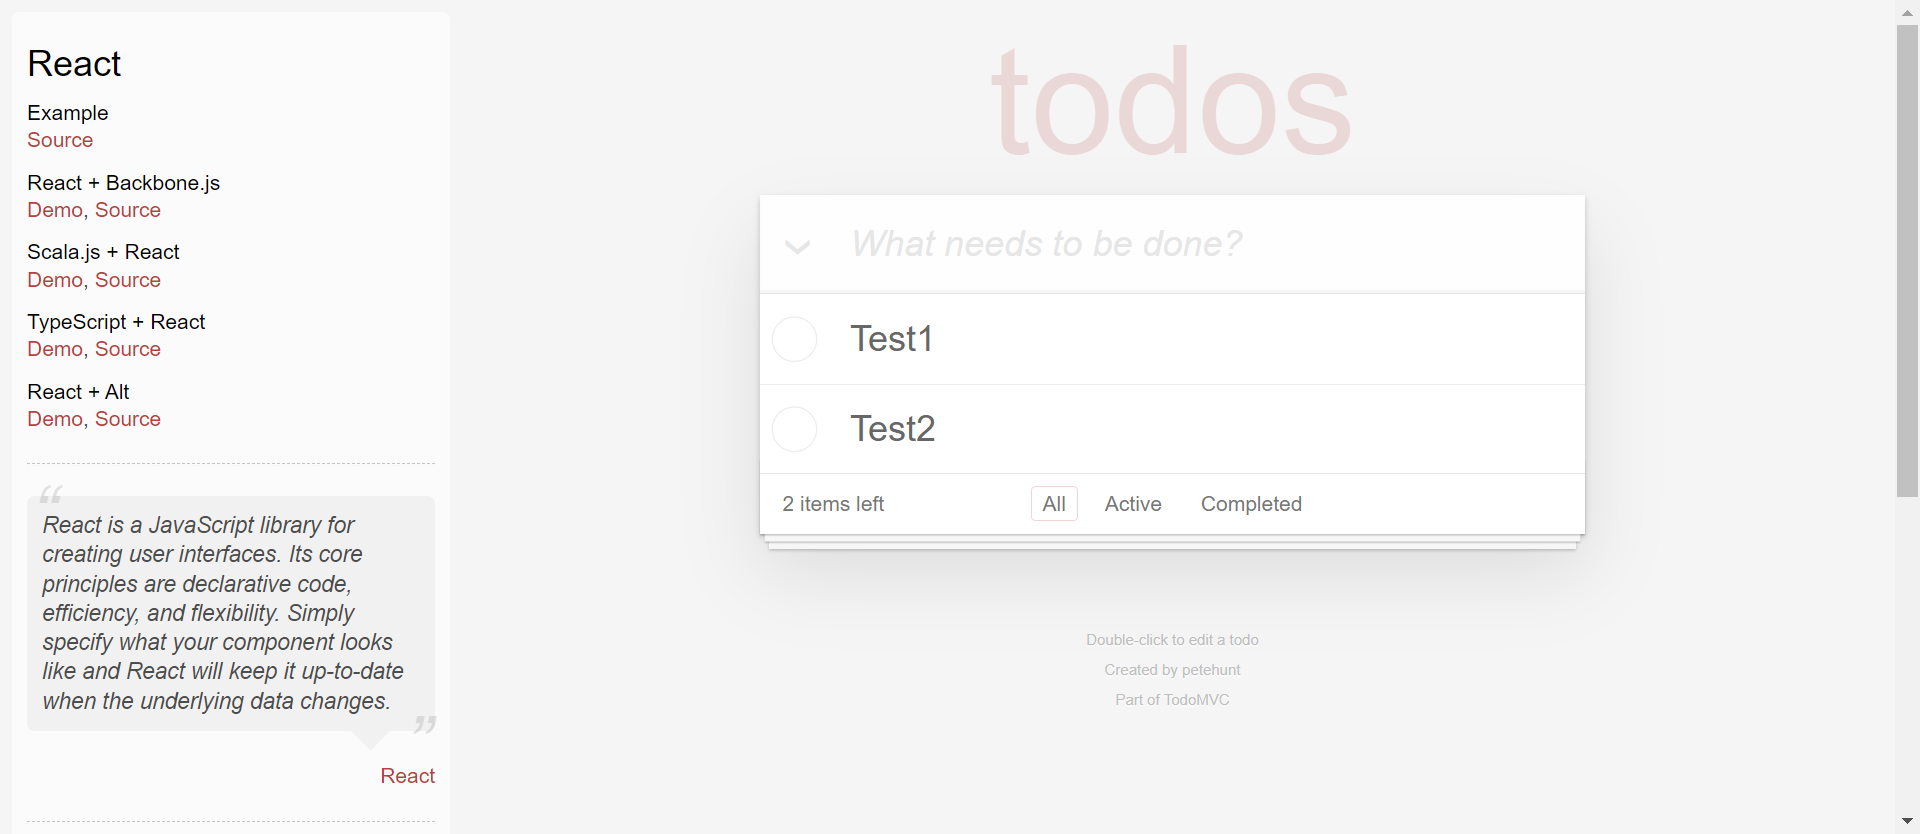 React
Example
Source
React + Backbone.js
Demo, Source
Scala.js + React
Demo, Source
TypeScript + React
Demo, Source
React + Alt
Demo, Source
“
React is a JavaScript library for
creating user interfaces. Its core
principles are declarative code,
efficiency, and flexibility. Simply
specify what your component looks
like and React will keep it up-to-date
when the underlying data changes.
”
React
todos
What needs to be done?
Test1
Test2
2 items left All Active Completed
Double-click to edit a todo
Created by petehunt
Part of TodoMVC